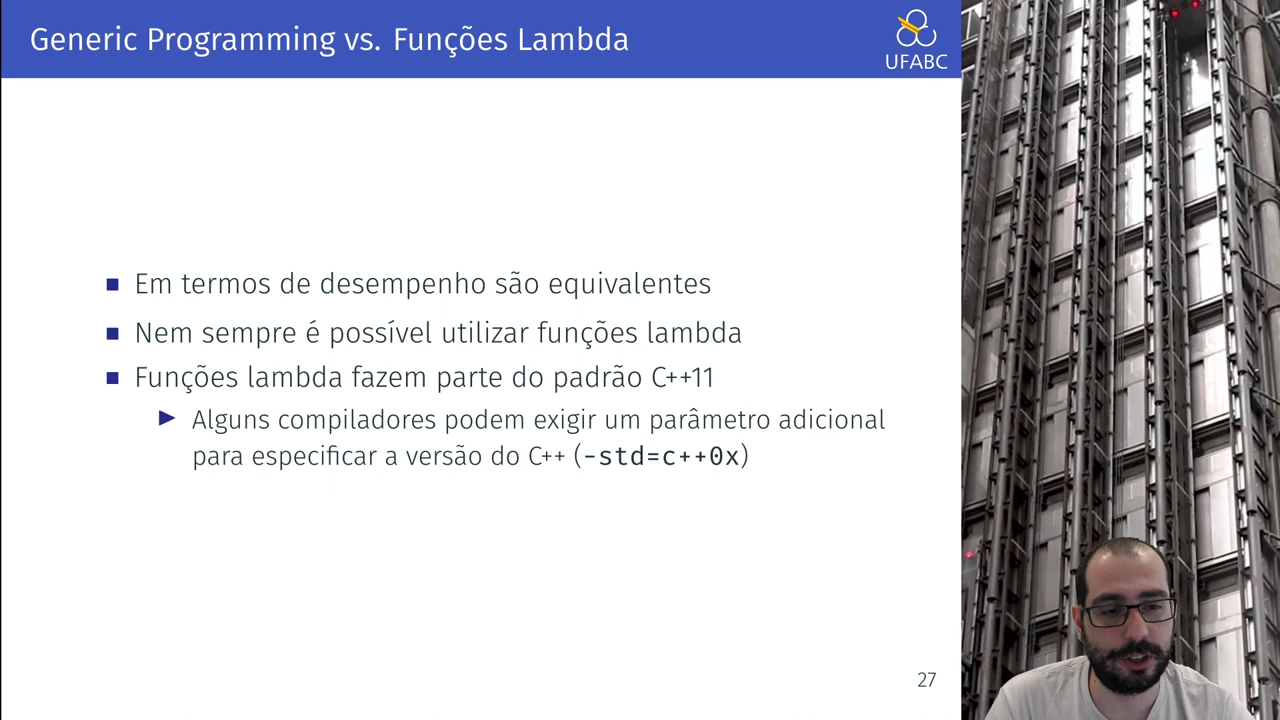 Generic Programming vs. Funções Lambda
UFABC
Em termos de desempenho são equivalentes
Nem sempre é possível utilizar funções lambda
Funções lambda fazem parte do padrão C++11
Alguns compiladores podem exigir um parâmetro adicional
para especificar a versão do C++ (-std=c++0x)
27